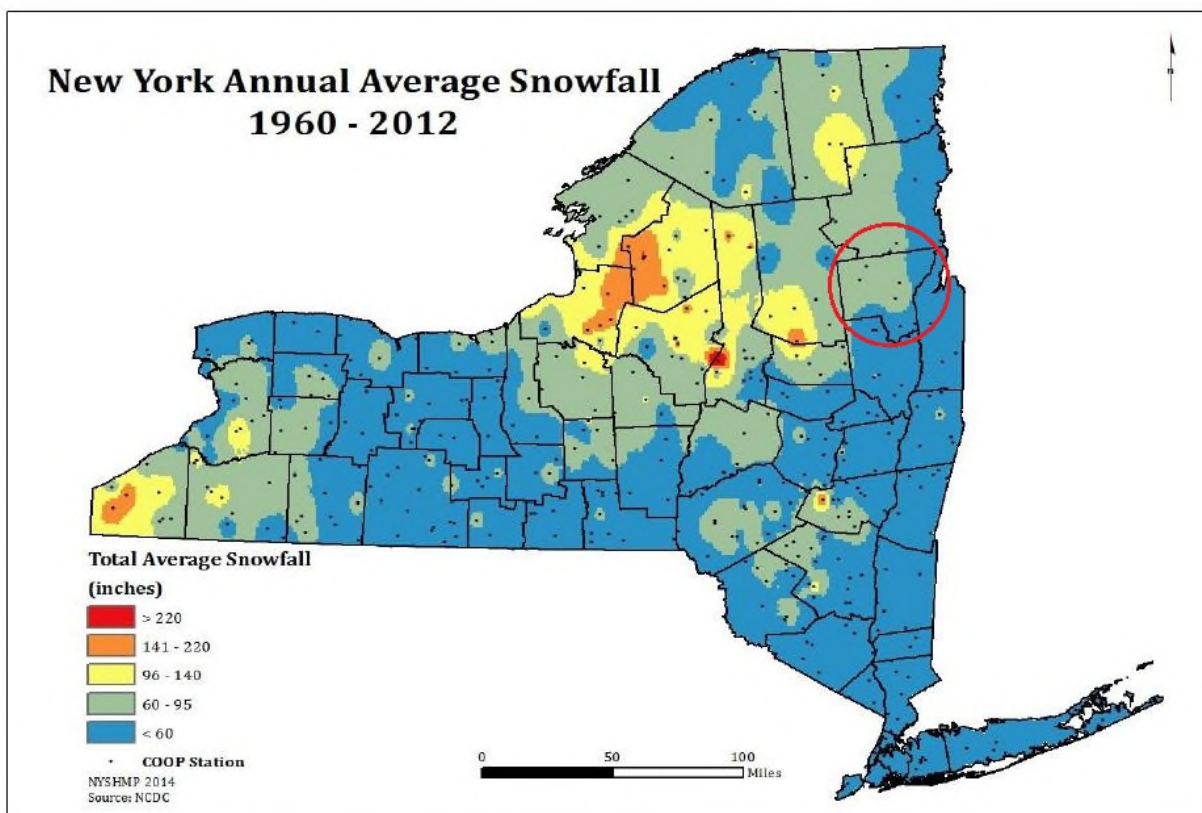 New York Annual Average Snowfall
1960 - 2012
n
Total Average Snowfall
(inches)
> 220
141 - 220
96 - 140
60 - 95
< 60
COOP Station
NYSHMP 2014
Source: NCDC
0 50 100
Miles